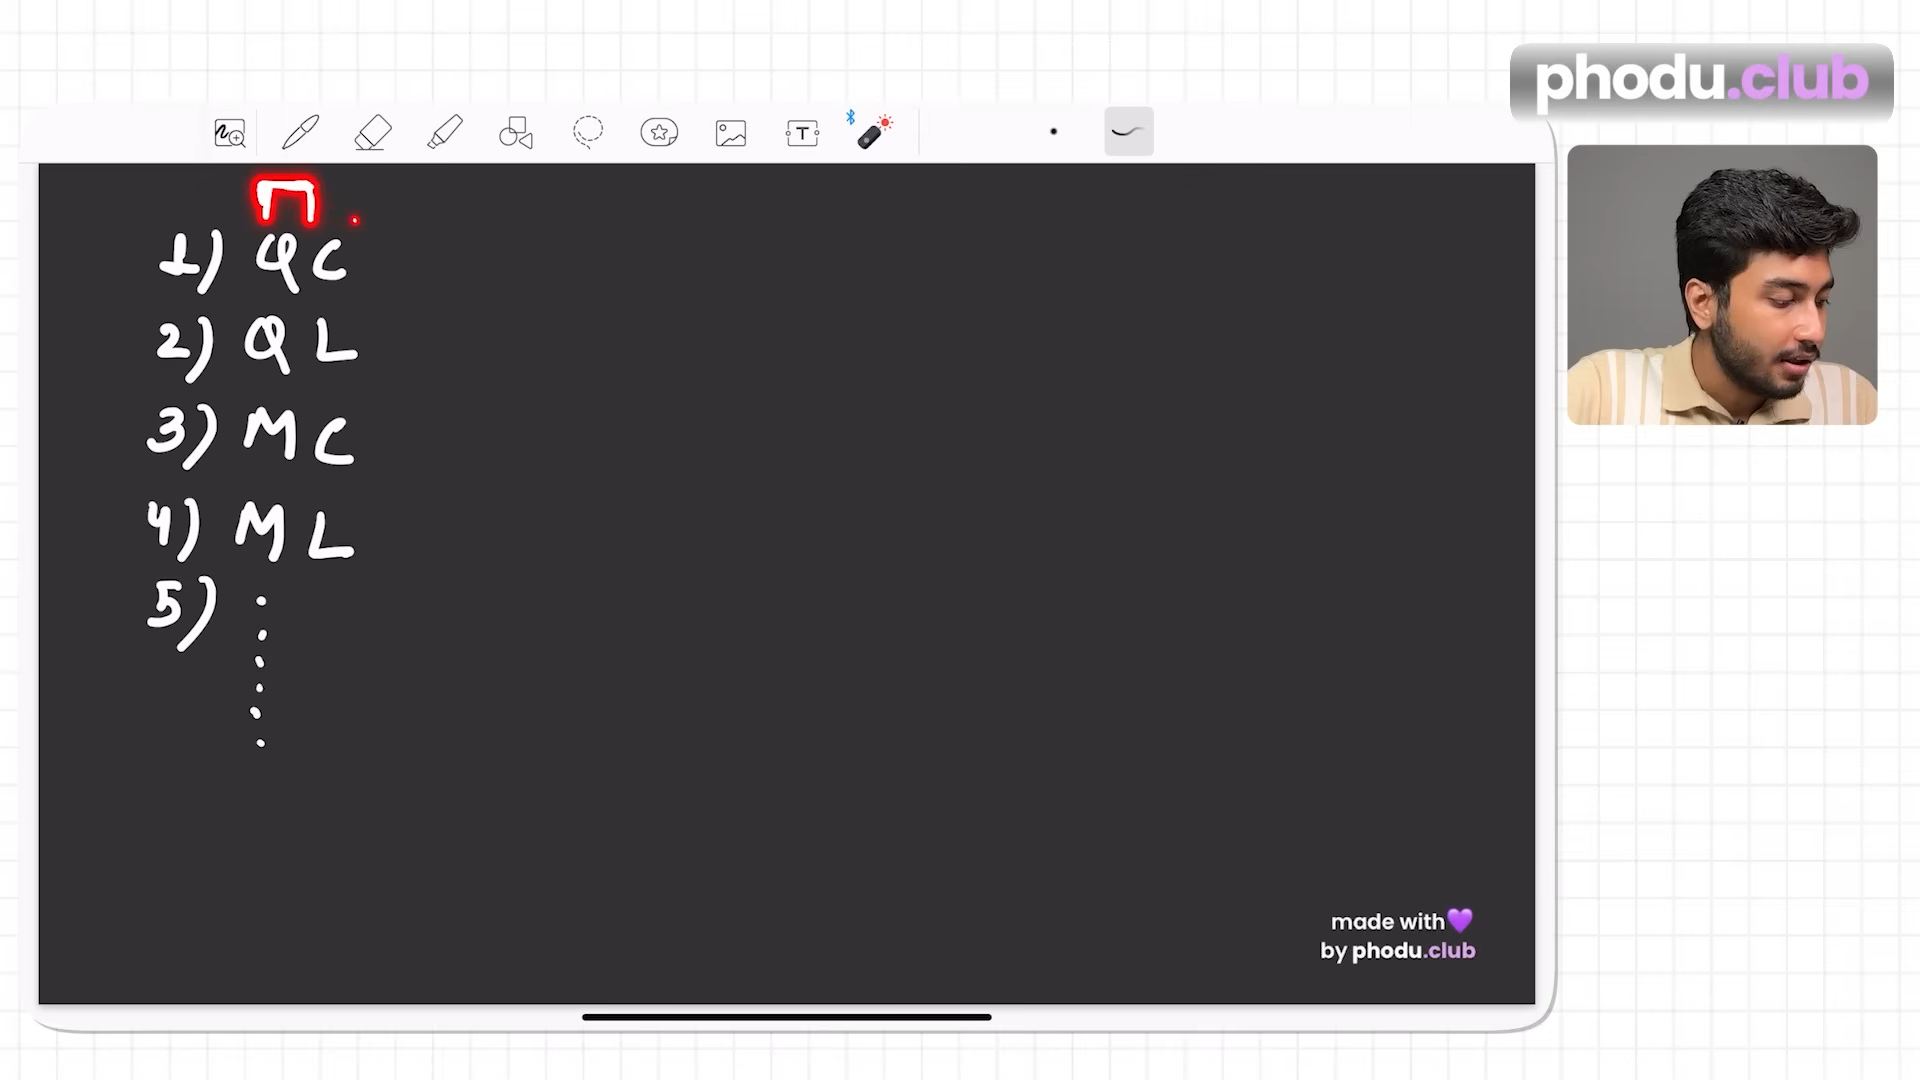 phodu.club
1) QC
2) QL
3) MC
4) ML
5)
made with💜
by phodu.club